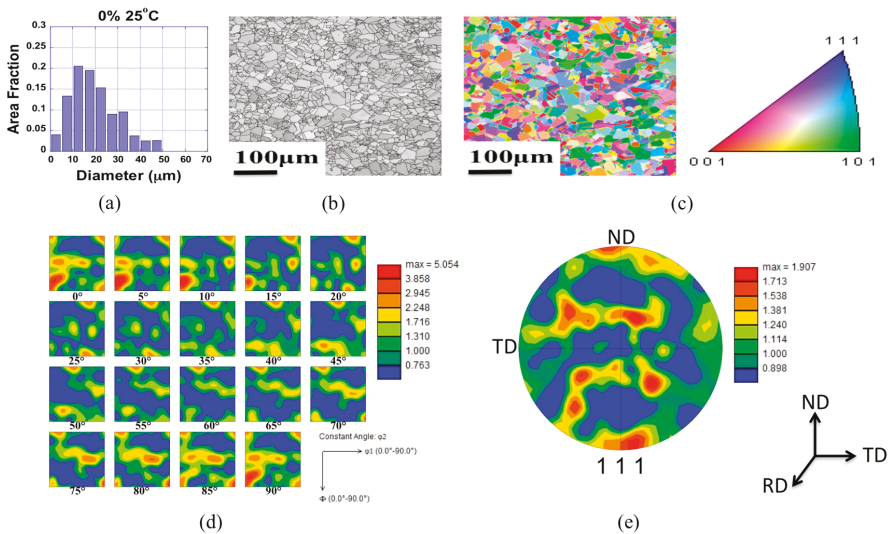 0% 25°C
Area Fraction
0.3
0.25
0.2
0.15
0.1
0.05
0
0 10 20 30 40 50 60 70
Diameter (μm)
(a)
100μm
(b)
100μm
1 1 1
0 0 1
1 0 1
(c)
0° 5° 10° 15° 20°
25° 30° 35° 40° 45°
50° 55° 60° 65° 70°
75° 80° 85° 90°
max = 5.054
3.858
2.945
2.248
1.716
1.310
1.000
0.763
Constant Angle: φ2
φ1 (0.0°-90.0°)
Φ (0.0°-90.0°)
(d)
ND
TD
1 1 1
max = 1.907
1.713
1.538
1.381
1.240
1.114
1.000
0.898
ND
TD
RD
(e)